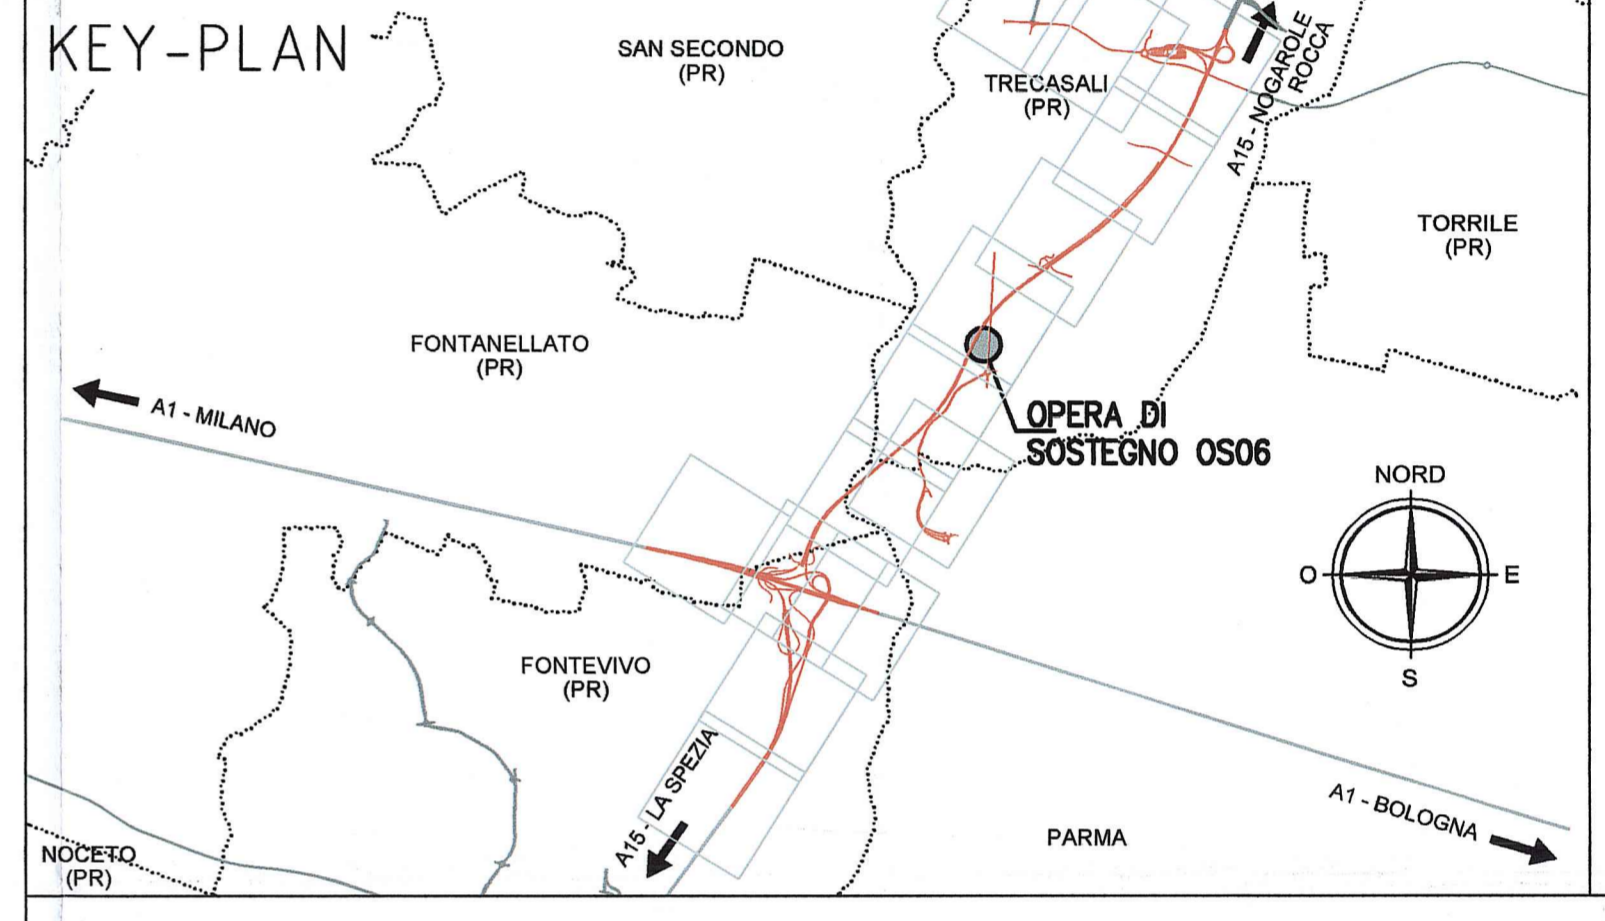 KEY-PLAN
SAN SECONDO
(PR)
TRECASALI
(PR)
A15 - NOGAROLE
ROCCA
TORRILE
(PR)
FONTANELLATO
(PR)
A1 - MILANO
OPERA DI
SOSTEGNO OS06
NORD
O
E
S
FONTEVIVO
(PR)
A15 - LA SPEZIA
A1 - BOLOGNA
PARMA
NOCETO
(PR)